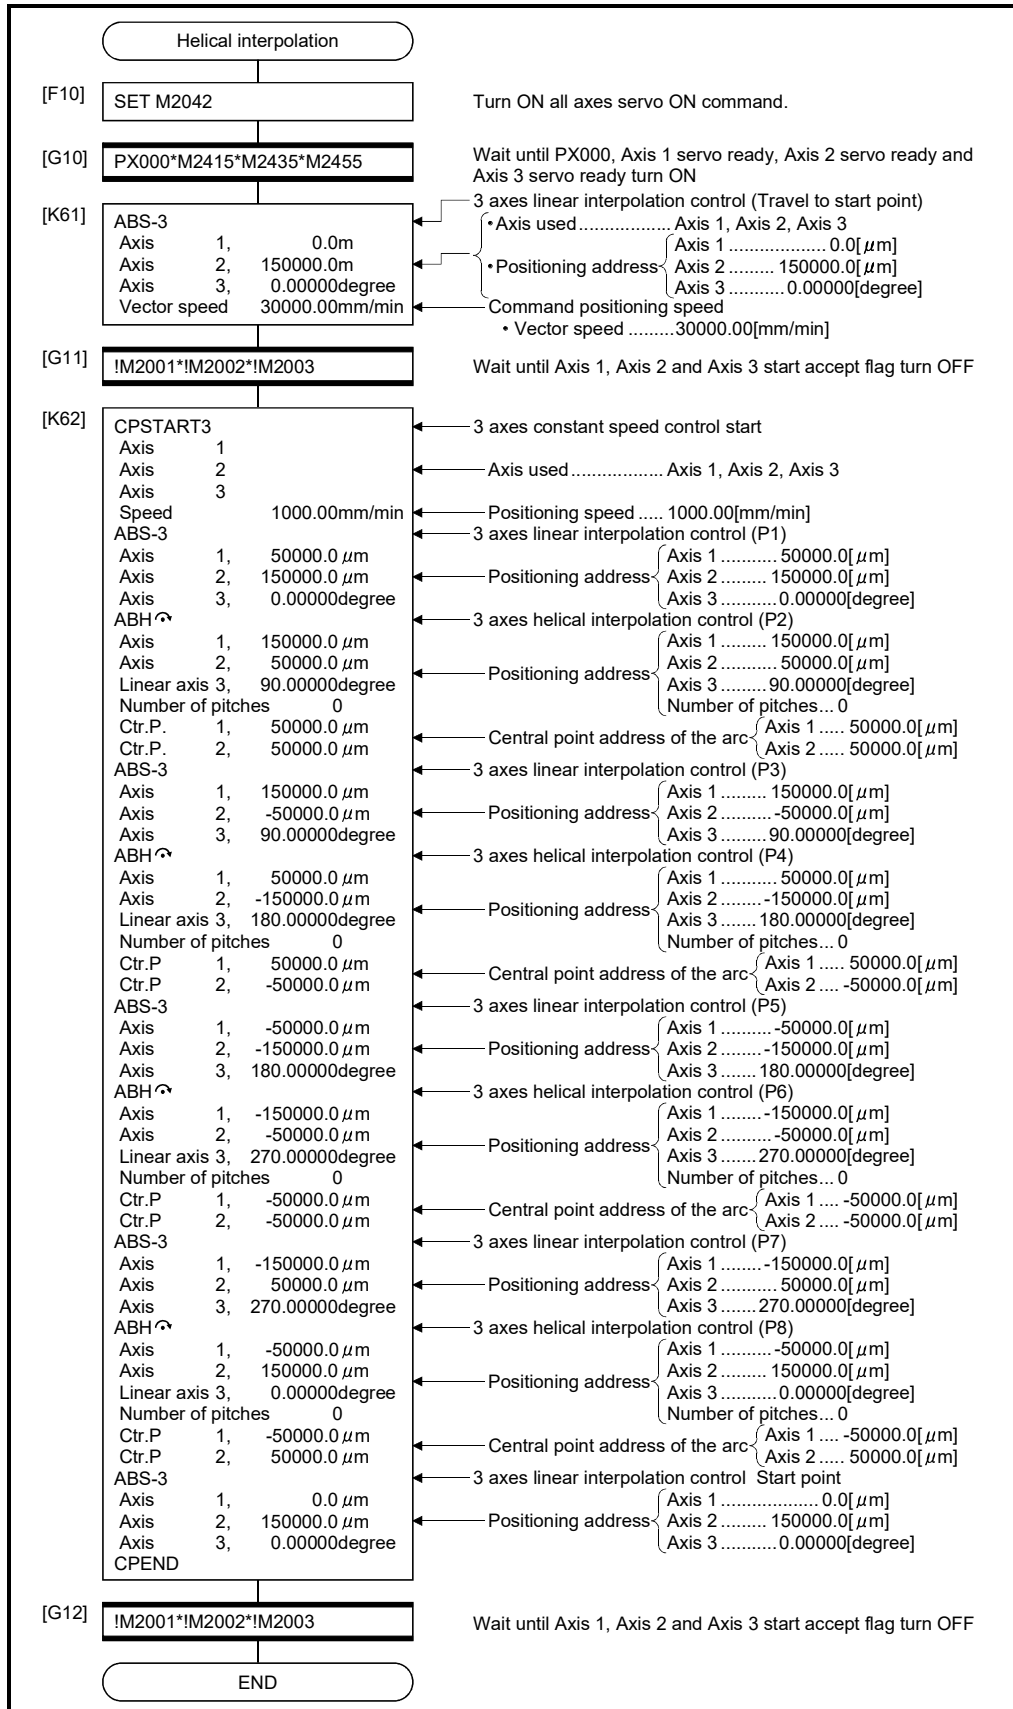 Helical interpolation
[F10] SET M2042 Turn ON all axes servo ON command.
[G10] PX000*M2415*M2435*M2455 Wait until PX000, Axis 1 servo ready, Axis 2 servo ready and
Axis 3 servo ready turn ON
[K61] 3 axes linear interpolation control (Travel to start point)
ABS-3 •Axis used.................. Axis 1, Axis 2, Axis 3
Axis 1, 0.0m Axis 1 ................... 0.0[μm]
Axis 2, 150000.0m •Positioning address Axis 2 ......... 150000.0[μm]
Axis 3, 0.00000degree Axis 3 ...........0.00000[degree]
Vector speed 30000.00mm/min Command positioning speed
• Vector speed .........30000.00[mm/min]
[G11] !M2001*!M2002*!M2003 Wait until Axis 1, Axis 2 and Axis 3 start accept flag turn OFF
[K62] CPSTART3 3 axes constant speed control start
Axis 1
Axis 2 Axis used.................. Axis 1, Axis 2, Axis 3
Axis 3
Speed 1000.00mm/min Positioning speed ..... 1000.00[mm/min]
ABS-3 3 axes linear interpolation control (P1)
Axis 1, 50000.0 μm Axis 1 ........... 50000.0[μm]
Axis 2, 150000.0 μm Positioning address Axis 2 ......... 150000.0[μm]
Axis 3, 0.00000degree Axis 3 ...........0.00000[degree]
ABH 3 axes helical interpolation control (P2)
Axis 1, 150000.0 μm Axis 1 ......... 150000.0[μm]
Axis 2, 50000.0 μm Positioning address Axis 2 ........... 50000.0[μm]
Linear axis 3, 90.00000degree Axis 3 .........90.00000[degree]
Number of pitches 0 Number of pitches... 0
Ctr.P. 1, 50000.0 μm Central point address of the arc Axis 1 ..... 50000.0[μm]
Ctr.P. 2, 50000.0 μm Axis 2 ..... 50000.0[μm]
ABS-3 3 axes linear interpolation control (P3)
Axis 1, 150000.0 μm Axis 1 ......... 150000.0[μm]
Axis 2, -50000.0 μm Positioning address Axis 2 ..........-50000.0[μm]
Axis 3, 90.00000degree Axis 3 .........90.00000[degree]
ABH 3 axes helical interpolation control (P4)
Axis 1, 50000.0 μm Axis 1 ........... 50000.0[μm]
Axis 2, -150000.0 μm Positioning address Axis 2 ........-150000.0[μm]
Linear axis 3, 180.00000degree Axis 3 .......180.00000[degree]
Number of pitches 0 Number of pitches... 0
Ctr.P 1, 50000.0 μm Central point address of the arc Axis 1 ..... 50000.0[μm]
Ctr.P 2, -50000.0 μm Axis 2 .... -50000.0[μm]
ABS-3 3 axes linear interpolation control (P5)
Axis 1, -50000.0 μm Axis 1 ..........-50000.0[μm]
Axis 2, -150000.0 μm Positioning address Axis 2 ........-150000.0[μm]
Axis 3, 180.00000degree Axis 3 .......180.00000[degree]
ABH 3 axes helical interpolation control (P6)
Axis 1, -150000.0 μm Axis 1 ........-150000.0[μm]
Axis 2, -50000.0 μm Positioning address Axis 2 ..........-50000.0[μm]
Linear axis 3, 270.00000degree Axis 3 .......270.00000[degree]
Number of pitches 0 Number of pitches... 0
Ctr.P 1, -50000.0 μm Central point address of the arc Axis 1 .... -50000.0[μm]
Ctr.P 2, -50000.0 μm Axis 2 .... -50000.0[μm]
ABS-3 3 axes linear interpolation control (P7)
Axis 1, -150000.0 μm Axis 1 ........-150000.0[μm]
Axis 2, 50000.0 μm Positioning address Axis 2 ........... 50000.0[μm]
Axis 3, 270.00000degree Axis 3 .......270.00000[degree]
ABH 3 axes helical interpolation control (P8)
Axis 1, -50000.0 μm Axis 1 ..........-50000.0[μm]
Axis 2, 150000.0 μm Positioning address Axis 2 ......... 150000.0[μm]
Linear axis 3, 0.00000degree Axis 3 ...........0.00000[degree]
Number of pitches 0 Number of pitches... 0
Ctr.P 1, -50000.0 μm Central point address of the arc Axis 1 .... -50000.0[μm]
Ctr.P 2, 50000.0 μm Axis 2 ..... 50000.0[μm]
ABS-3 3 axes linear interpolation control Start point
Axis 1, 0.0 μm Axis 1 ................... 0.0[μm]
Axis 2, 150000.0 μm Positioning address Axis 2 ......... 150000.0[μm]
Axis 3, 0.00000degree Axis 3 ...........0.00000[degree]
CPEND
[G12] !M2001*!M2002*!M2003 Wait until Axis 1, Axis 2 and Axis 3 start accept flag turn OFF
END